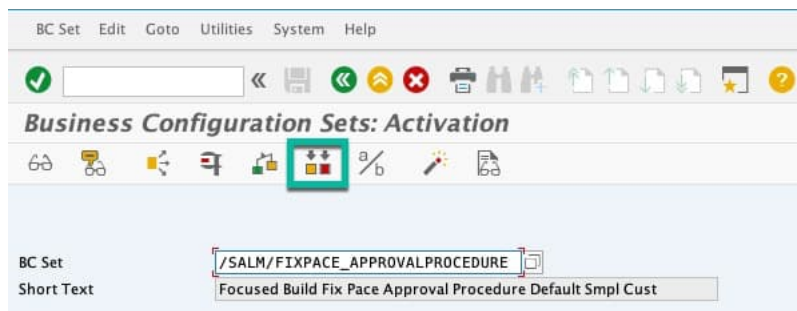 BC Set Edit Goto Utilities System Help
Business Configuration Sets: Activation
a/b
BC Set /SALM/FIXPACE_APPROVALPROCEDURE
Short Text Focused Build Fix Pace Approval Procedure Default Smpl Cust